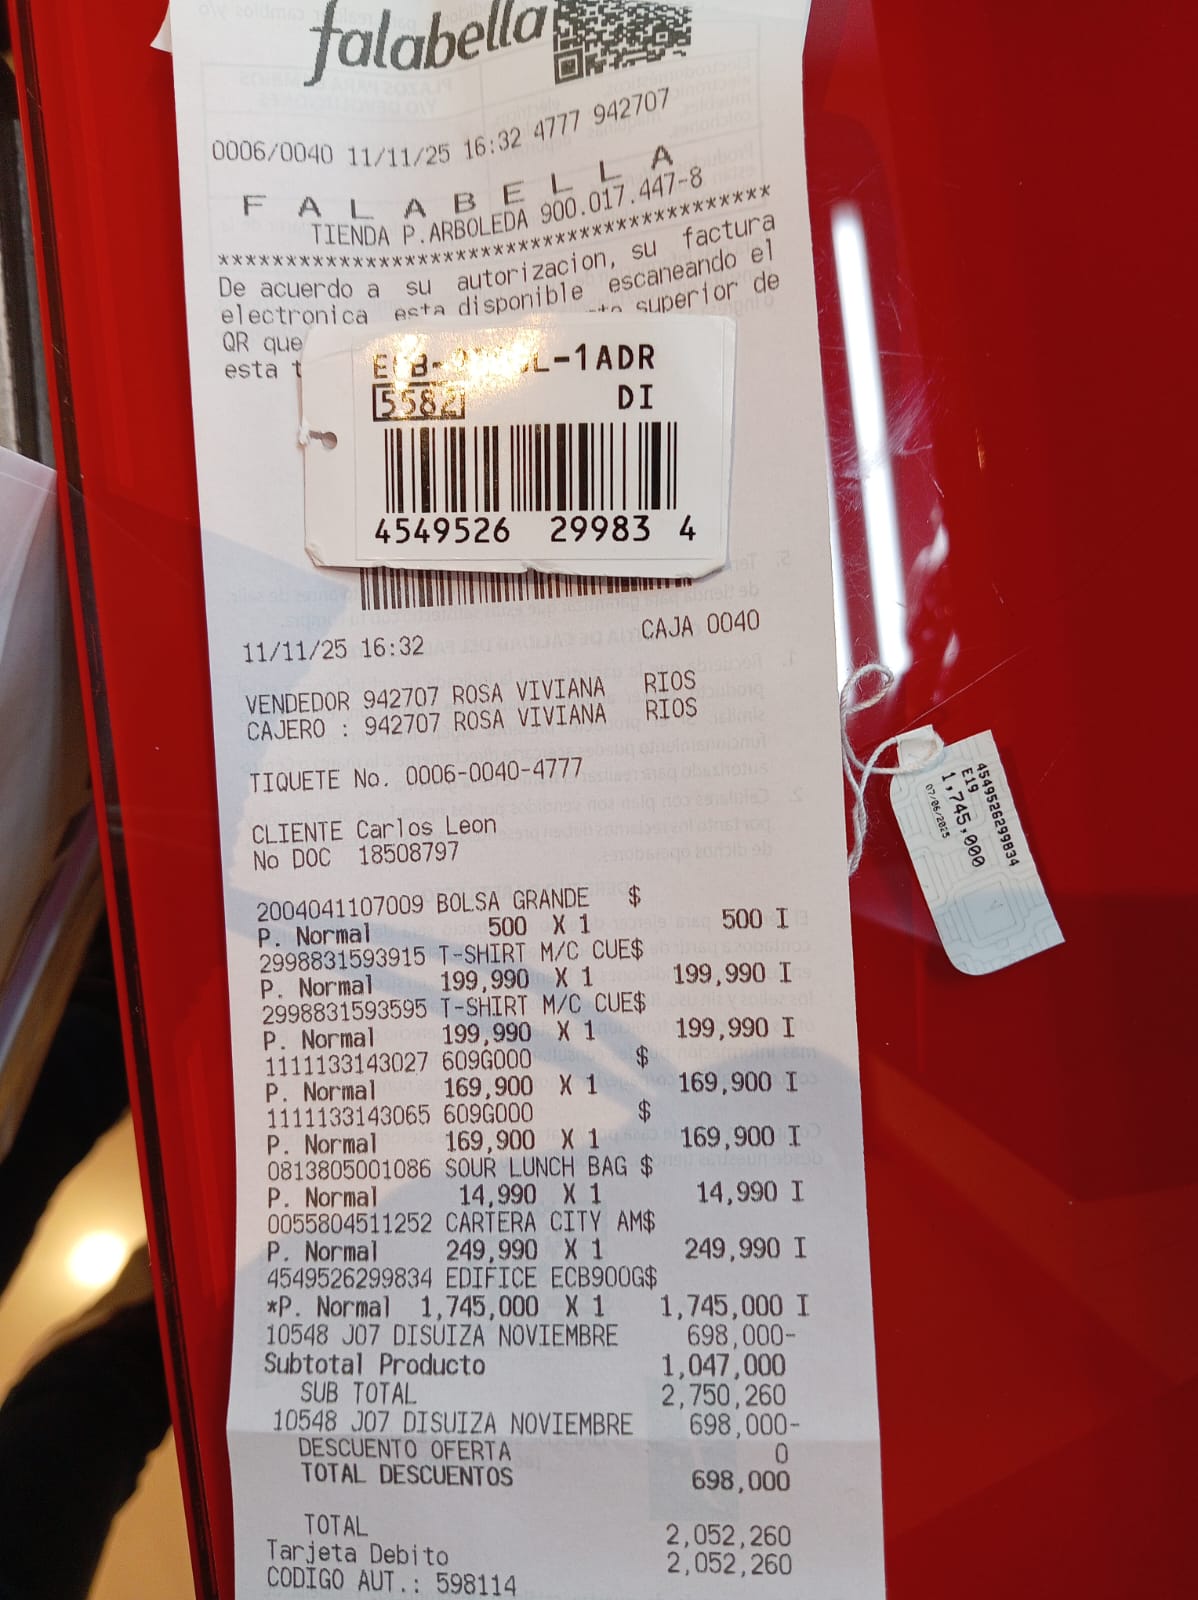 falabella
0006/0040 11/11/25 16:32 4777 942707
F A L A B E L L A
TIENDA P.ARBOLEDA 900.017.447-8
******************************************
De acuerdo a su autorizacion, su factura
electronica esta disponible escaneando el
QR que superior de
esta
-1ADR
5582 DI
4549526 29983 4
11/11/25 16:32 CAJA 0040
VENDEDOR 942707 ROSA VIVIANA RIOS
CAJERO : 942707 ROSA VIVIANA RIOS
TIQUETE No. 0006-0040-4777
CLIENTE Carlos Leon
No DOC 18508797
2004041107009 BOLSA GRANDE $
P. Normal 500 X 1 500 I
2998831593915 T-SHIRT M/C CUE$
P. Normal 199,990 X 1 199,990 I
2998831593595 T-SHIRT M/C CUE$
P. Normal 199,990 X 1 199,990 I
1111133143027 609G000 $
P. Normal 169,900 X 1 169,900 I
1111133143065 609G000 $
P. Normal 169,900 X 1 169,900 I
0813805001086 SOUR LUNCH BAG $
P. Normal 14,990 X 1 14,990 I
0055804511252 CARTERA CITY AM$
P. Normal 249,990 X 1 249,990 I
4549526299834 EDIFICE ECB900G$
*P. Normal 1,745,000 X 1 1,745,000 I
10548 J07 DISUIZA NOVIEMBRE 698,000-
Subtotal Producto 1,047,000
SUB TOTAL 2,750,260
10548 J07 DISUIZA NOVIEMBRE 698,000-
DESCUENTO OFERTA 0
TOTAL DESCUENTOS 698,000
TOTAL 2,052,260
Tarjeta Debito 2,052,260
CODIGO AUT.: 598114
4549526299834
E19
1,745,000
07/06/2025